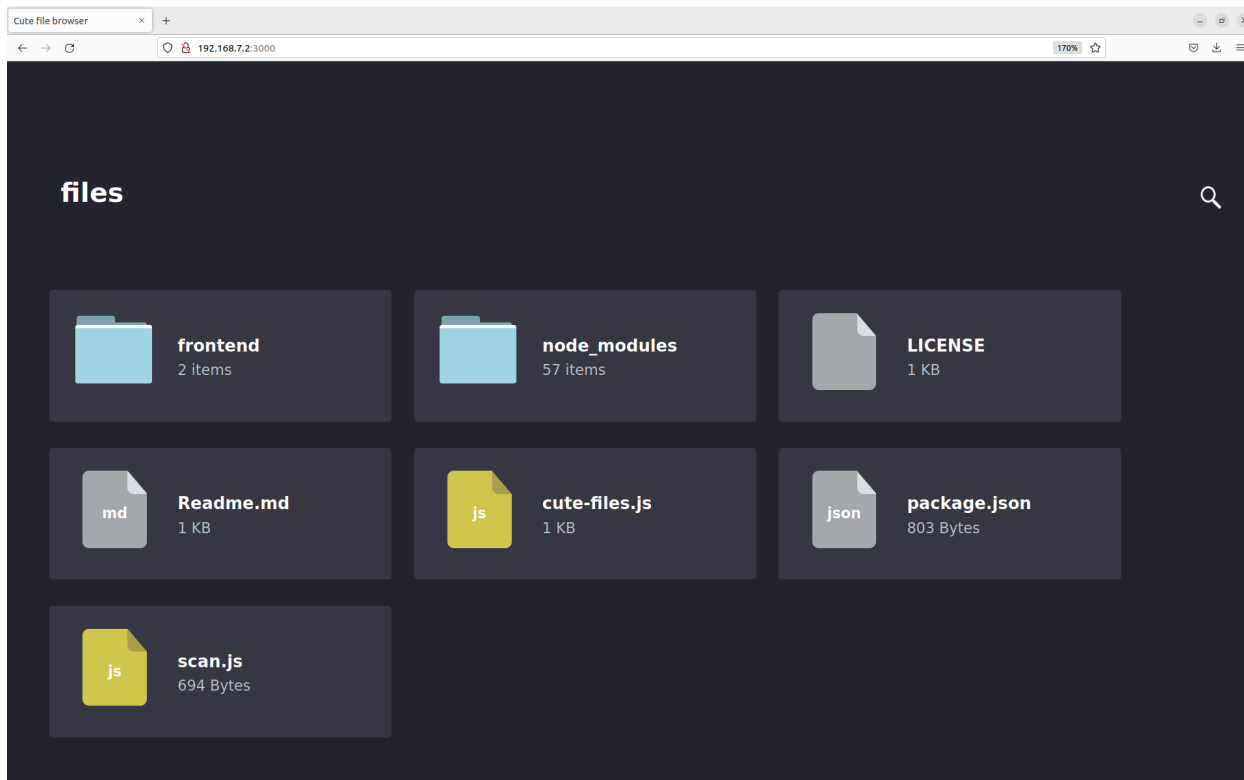 Cute file browser
192.168.7.2:3000
170%
files
frontend
2 items
node_modules
57 items
LICENSE
1 KB
md
Readme.md
1 KB
js
cute-files.js
1 KB
json
package.json
803 Bytes
js
scan.js
694 Bytes